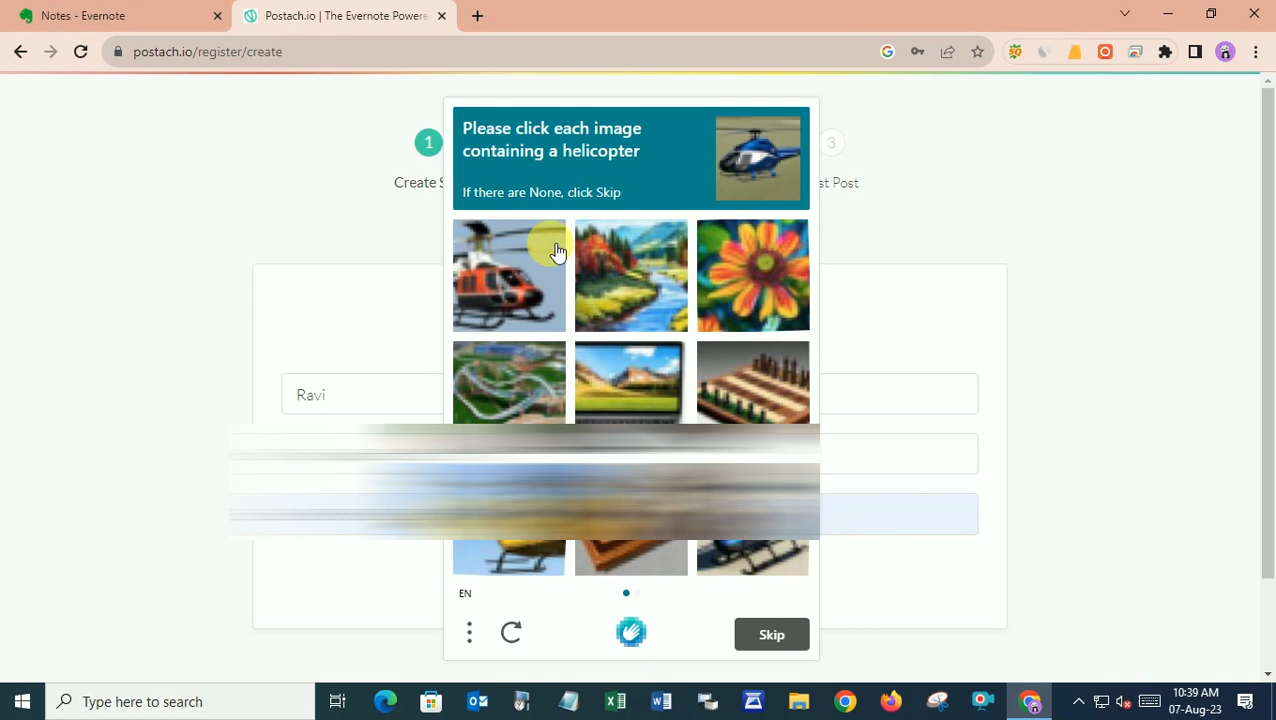 Notes - Evernote
Postach.io | The Evernote Powere
postach.io/register/create
Please click each image
containing a helicopter
If there are None, click Skip
1
3
Create S
st Post
Ravi
EN
Skip
Type here to search
10:39 AM
07-Aug-23